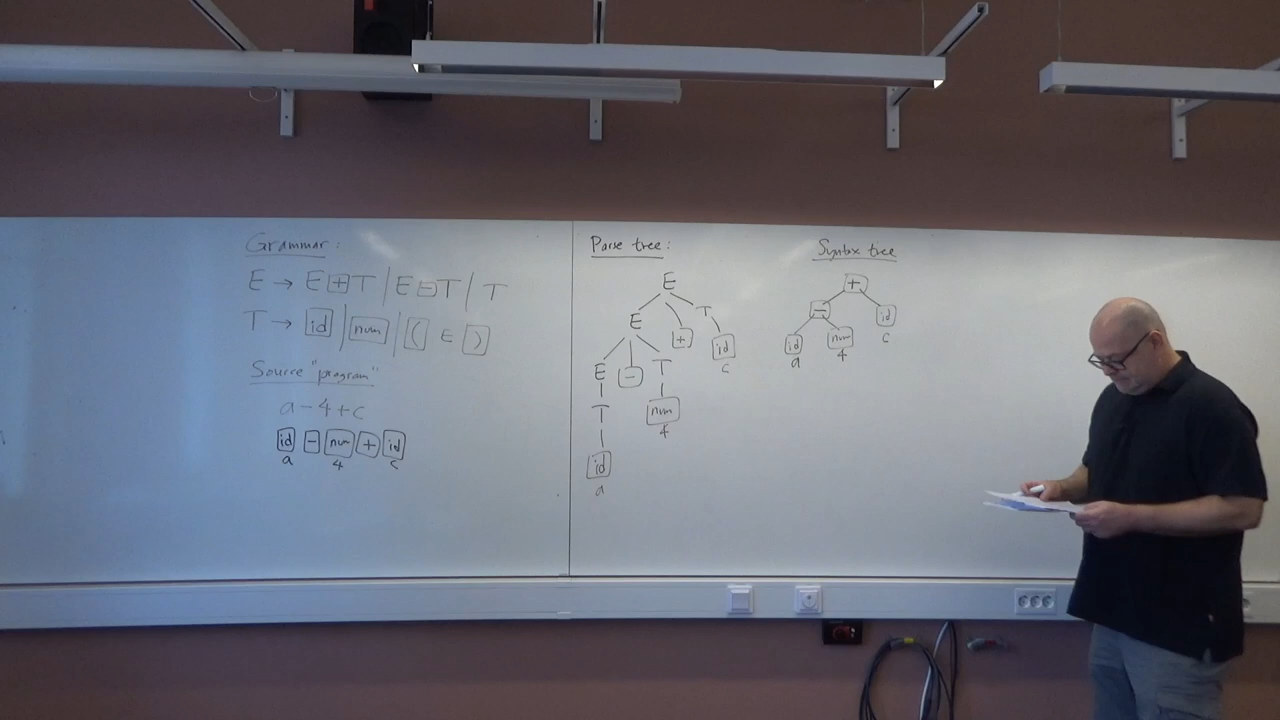 Grammar:
E → E + T | E - T | T
T → id | num | ( E )
Source "program"
a - 4 + c
id - num + id
a 4 c
Parse tree:
E
E + T
E - T id
c
T num
4
id
a
Syntax tree
+
- id
c
id num
a 4